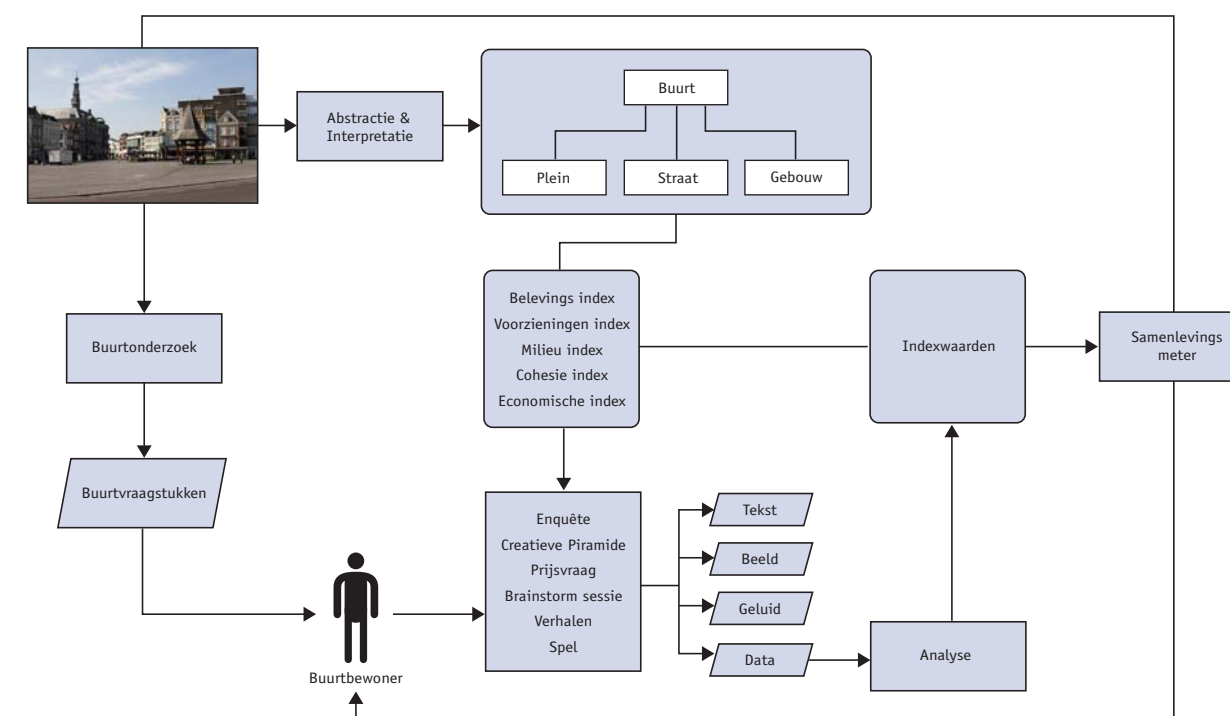 Abstractie &
Interpretatie
Buurt
Plein
Straat
Gebouw
Buurtonderzoek
Belevings index
Voorzieningen index
Milieu index
Cohesie index
Economische index
Indexwaarden
Samenlevings
meter
Buurtvraagstukken
Enquête
Creatieve Piramide
Prijsvraag
Brainstorm sessie
Verhalen
Spel
Tekst
Beeld
Geluid
Data
Analyse
Buurtbewoner